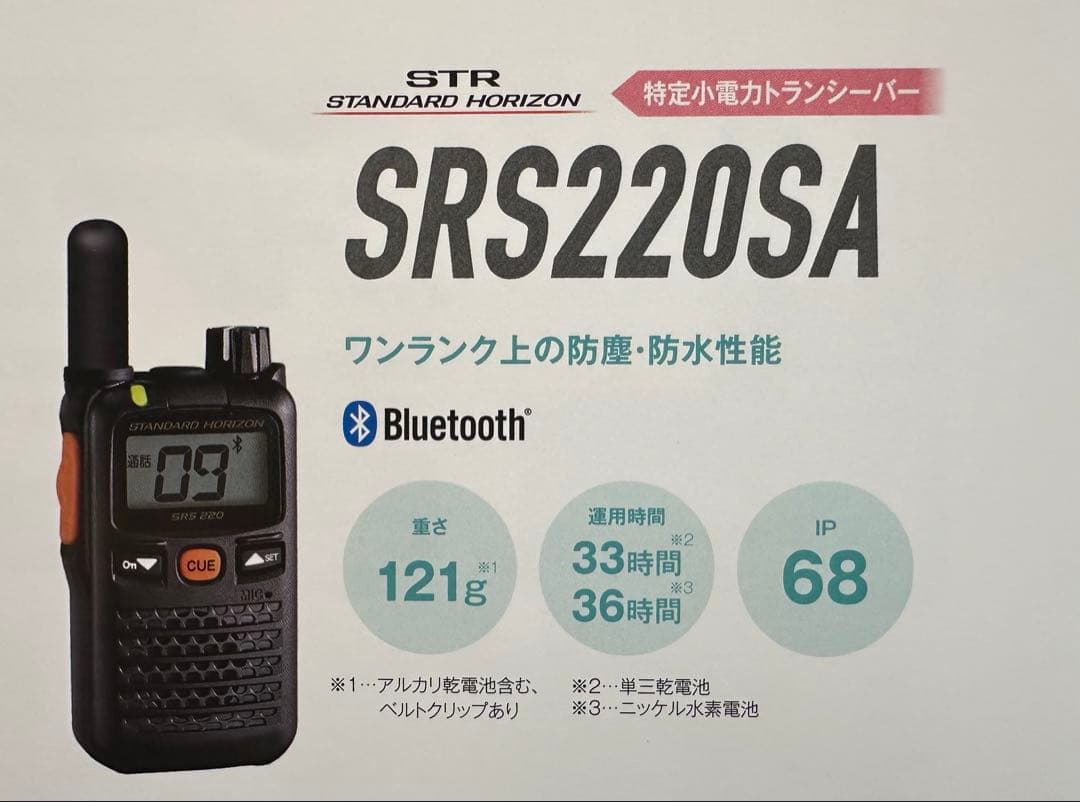 STR
STANDARD HORIZON
特定小電力トランシーバー
SRS220SA
ワンランク上の防塵・防水性能
Bluetooth®
重さ
121g※1
運用時間
33時間※2
36時間※3
IP
68
※1…アルカリ乾電池含む、
ベルトクリップあり
※2…単三乾電池
※3…ニッケル水素電池
STANDARD HORIZON
通話 09
SRS 220
On▼ CUE ▲SET
MIC